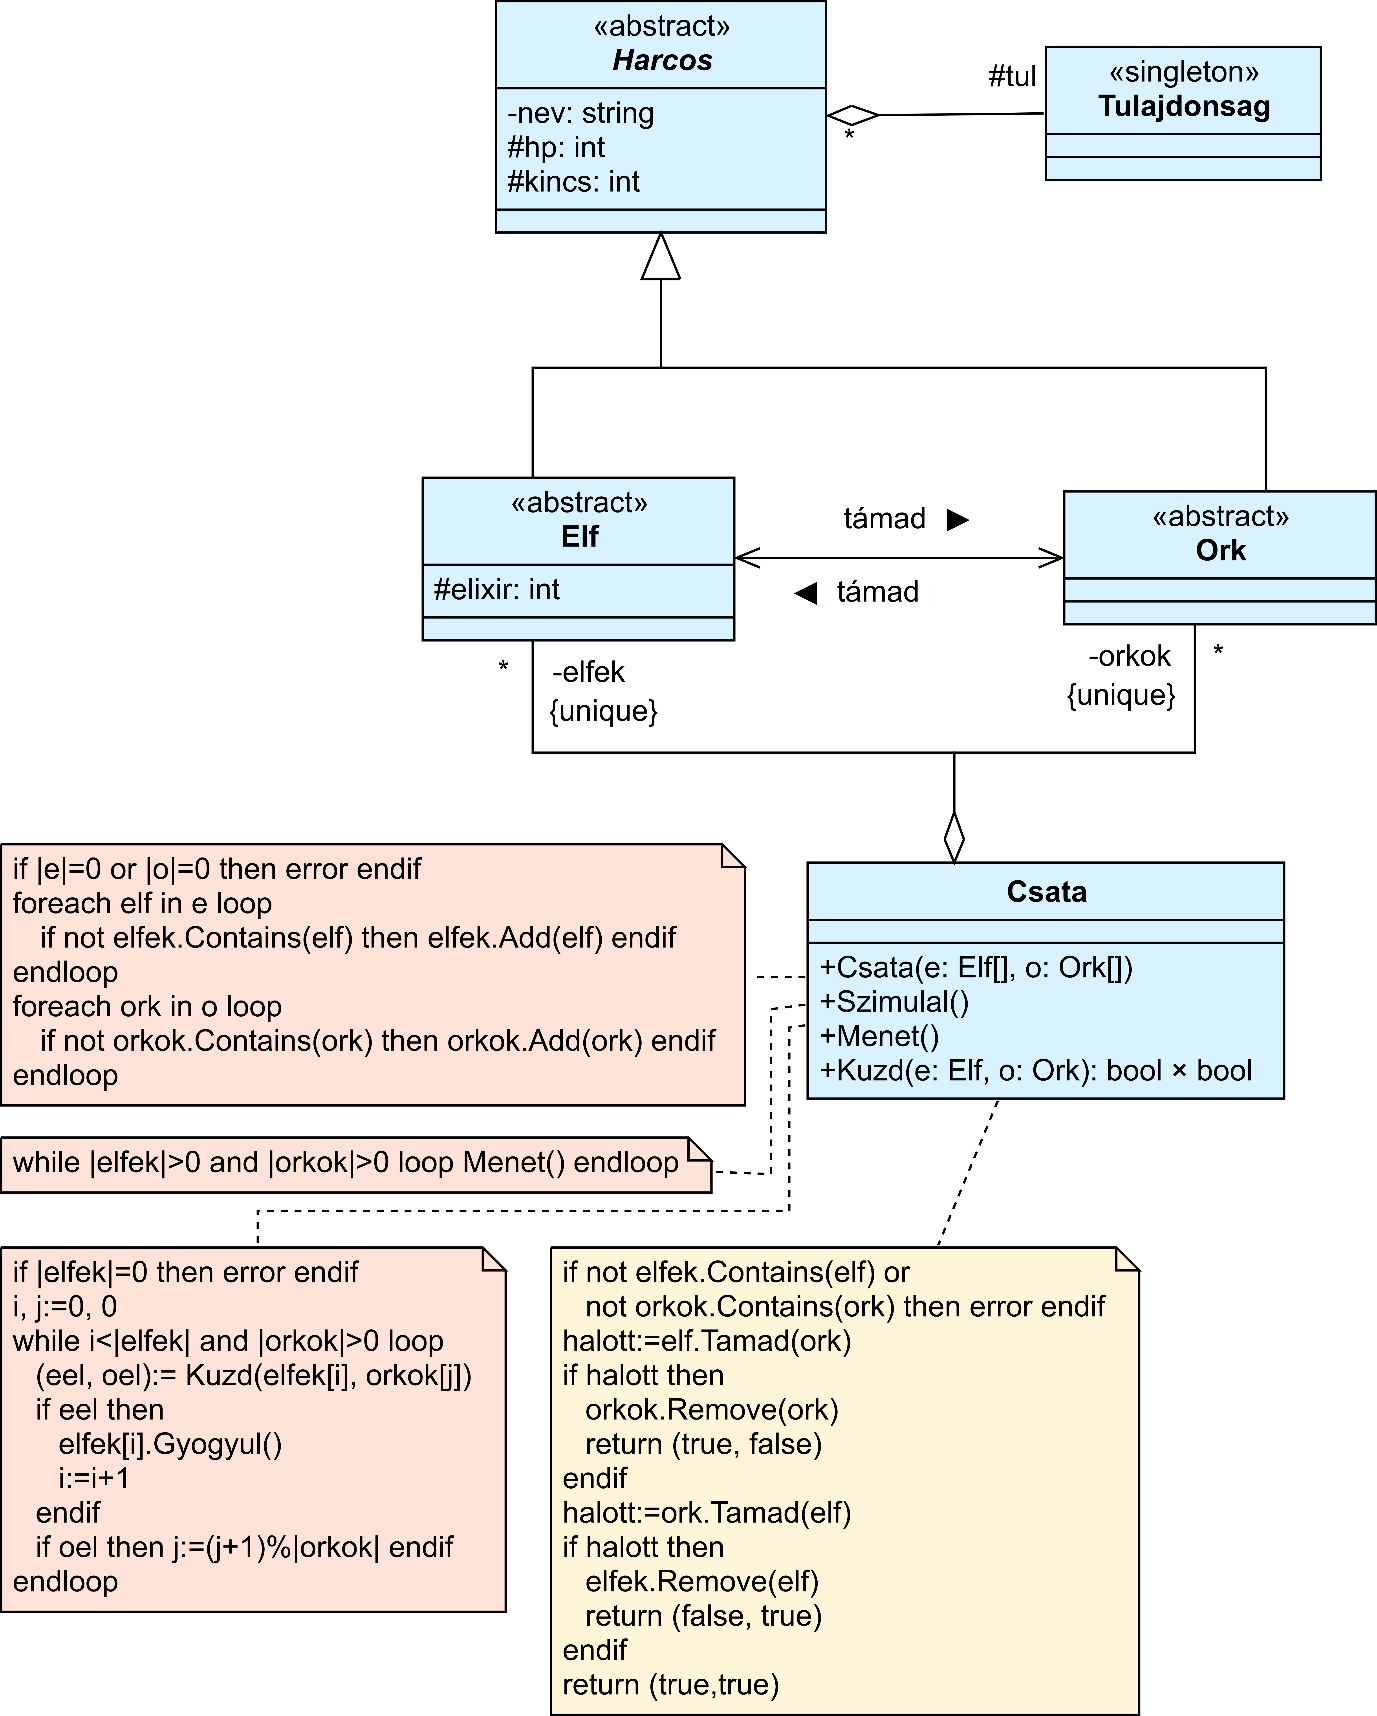 «abstract»
Harcos
-nev: string
#hp: int
#kincs: int
#tul
*
«singleton»
Tulajdonsag
«abstract»
Elf
#elixir: int
támad ▶
◀ támad
«abstract»
Ork
*
-elfek
{unique}
-orkok
{unique}
*
if |e|=0 or |o|=0 then error endif
foreach elf in e loop
if not elfek.Contains(elf) then elfek.Add(elf) endif
endloop
foreach ork in o loop
if not orkok.Contains(ork) then orkok.Add(ork) endif
endloop
Csata
+Csata(e: Elf[], o: Ork[])
+Szimulal()
+Menet()
+Kuzd(e: Elf, o: Ork): bool × bool
while |elfek|>0 and |orkok|>0 loop Menet() endloop
if |elfek|=0 then error endif
i, j:=0, 0
while i<|elfek| and |orkok|>0 loop
(eel, oel):= Kuzd(elfek[i], orkok[j])
if eel then
elfek[i].Gyogyul()
i:=i+1
endif
if oel then j:=(j+1)%|orkok| endif
endloop
if not elfek.Contains(elf) or
not orkok.Contains(ork) then error endif
halott:=elf.Tamad(ork)
if halott then
orkok.Remove(ork)
return (true, false)
endif
halott:=ork.Tamad(elf)
if halott then
elfek.Remove(elf)
return (false, true)
endif
return (true,true)